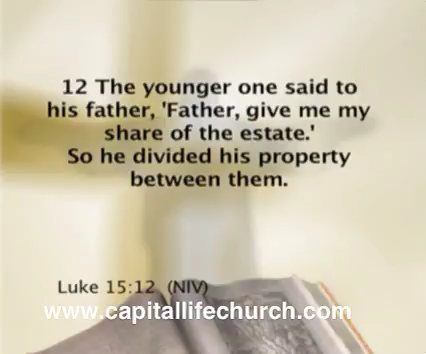 12 The younger one said to
his father, 'Father, give me my
share of the estate.'
So he divided his property
between them.
Luke 15:12 (NIV)
www.capitallifechurch.com